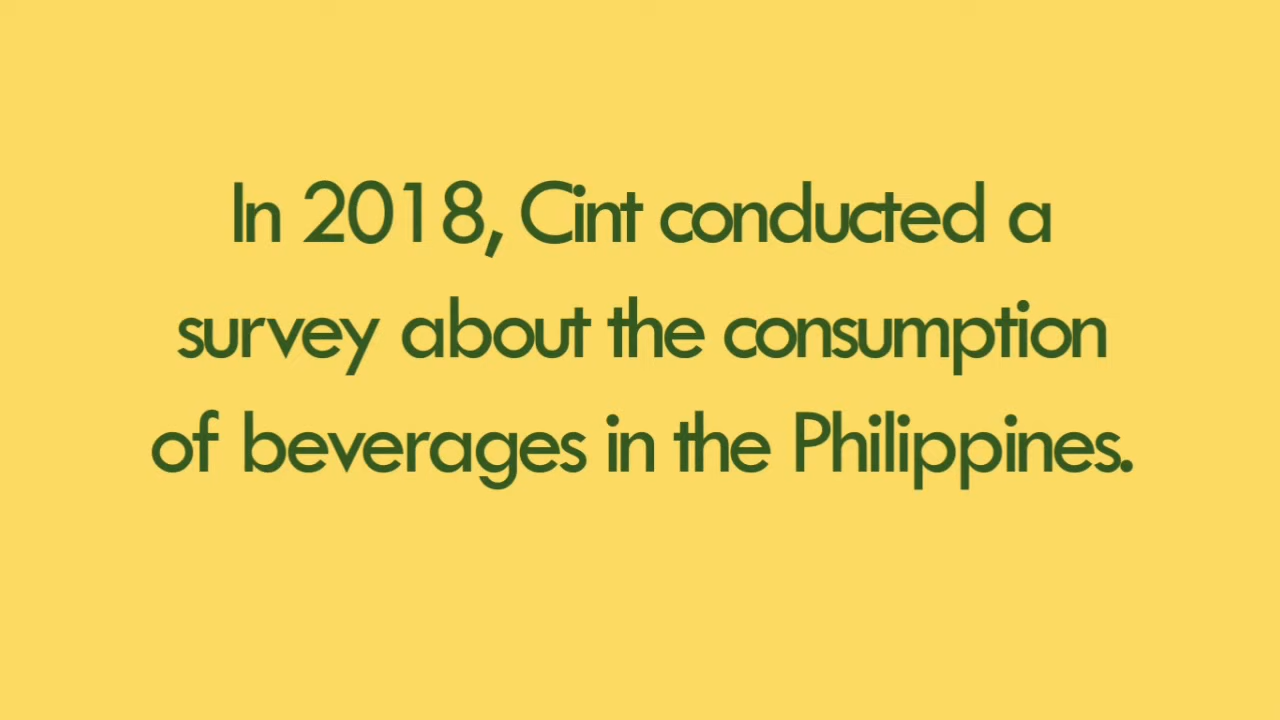 In 2018, Cint conducted a
survey about the consumption
of beverages in the Philippines.